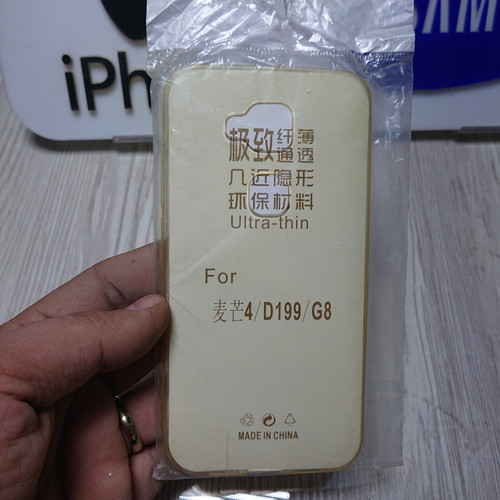 iPh
SAM
极致纤薄
通透
几近隐形
环保材料
Ultra-thin
For
麦芒4/D199/G8
MADE IN CHINA